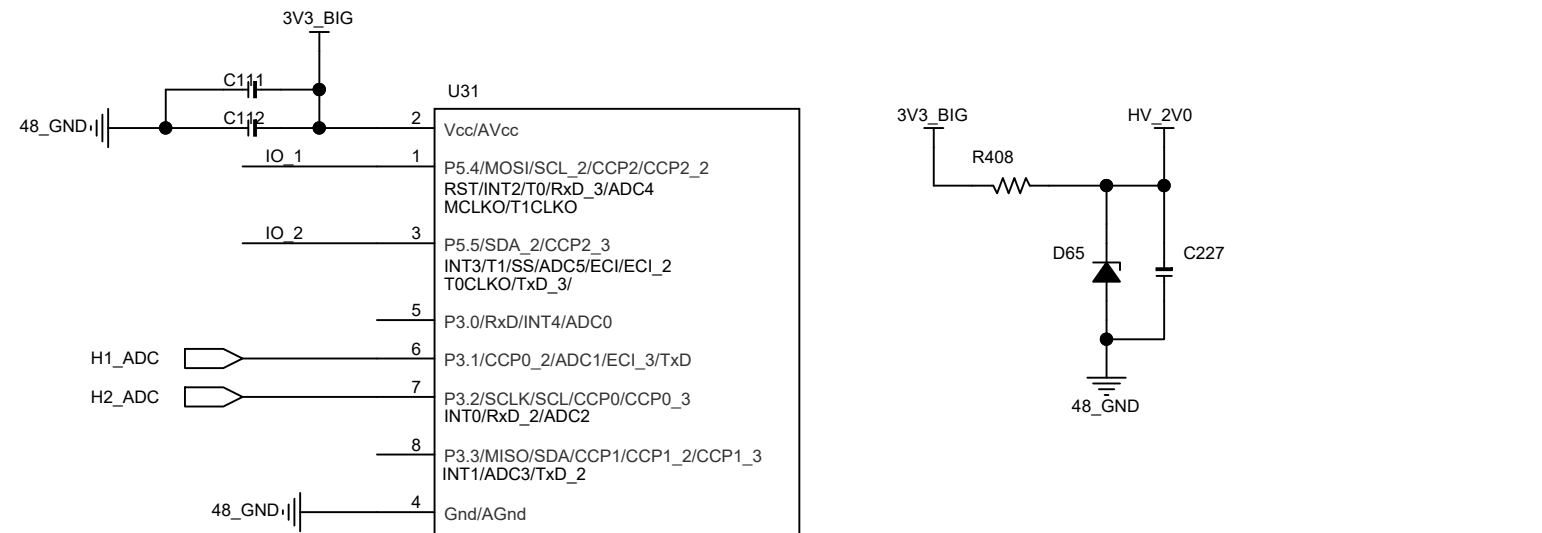 3V3_BIG
C111
C112
48_GND
U31
2
Vcc/AVcc
IO_1
1
P5.4/MOSI/SCL_2/CCP2/CCP2_2
RST/INT2/T0/RxD_3/ADC4
MCLKO/T1CLKO
IO_2
3
P5.5/SDA_2/CCP2_3
INT3/T1/SS/ADC5/ECI/ECI_2
T0CLKO/TxD_3/
5
P3.0/RxD/INT4/ADC0
H1_ADC
6
P3.1/CCP0_2/ADC1/ECI_3/TxD
H2_ADC
7
P3.2/SCLK/SCL/CCP0/CCP0_3
INT0/RxD_2/ADC2
8
P3.3/MISO/SDA/CCP1/CCP1_2/CCP1_3
INT1/ADC3/TxD_2
48_GND
4
Gnd/AGnd
3V3_BIG
HV_2V0
R408
D65
C227
48_GND